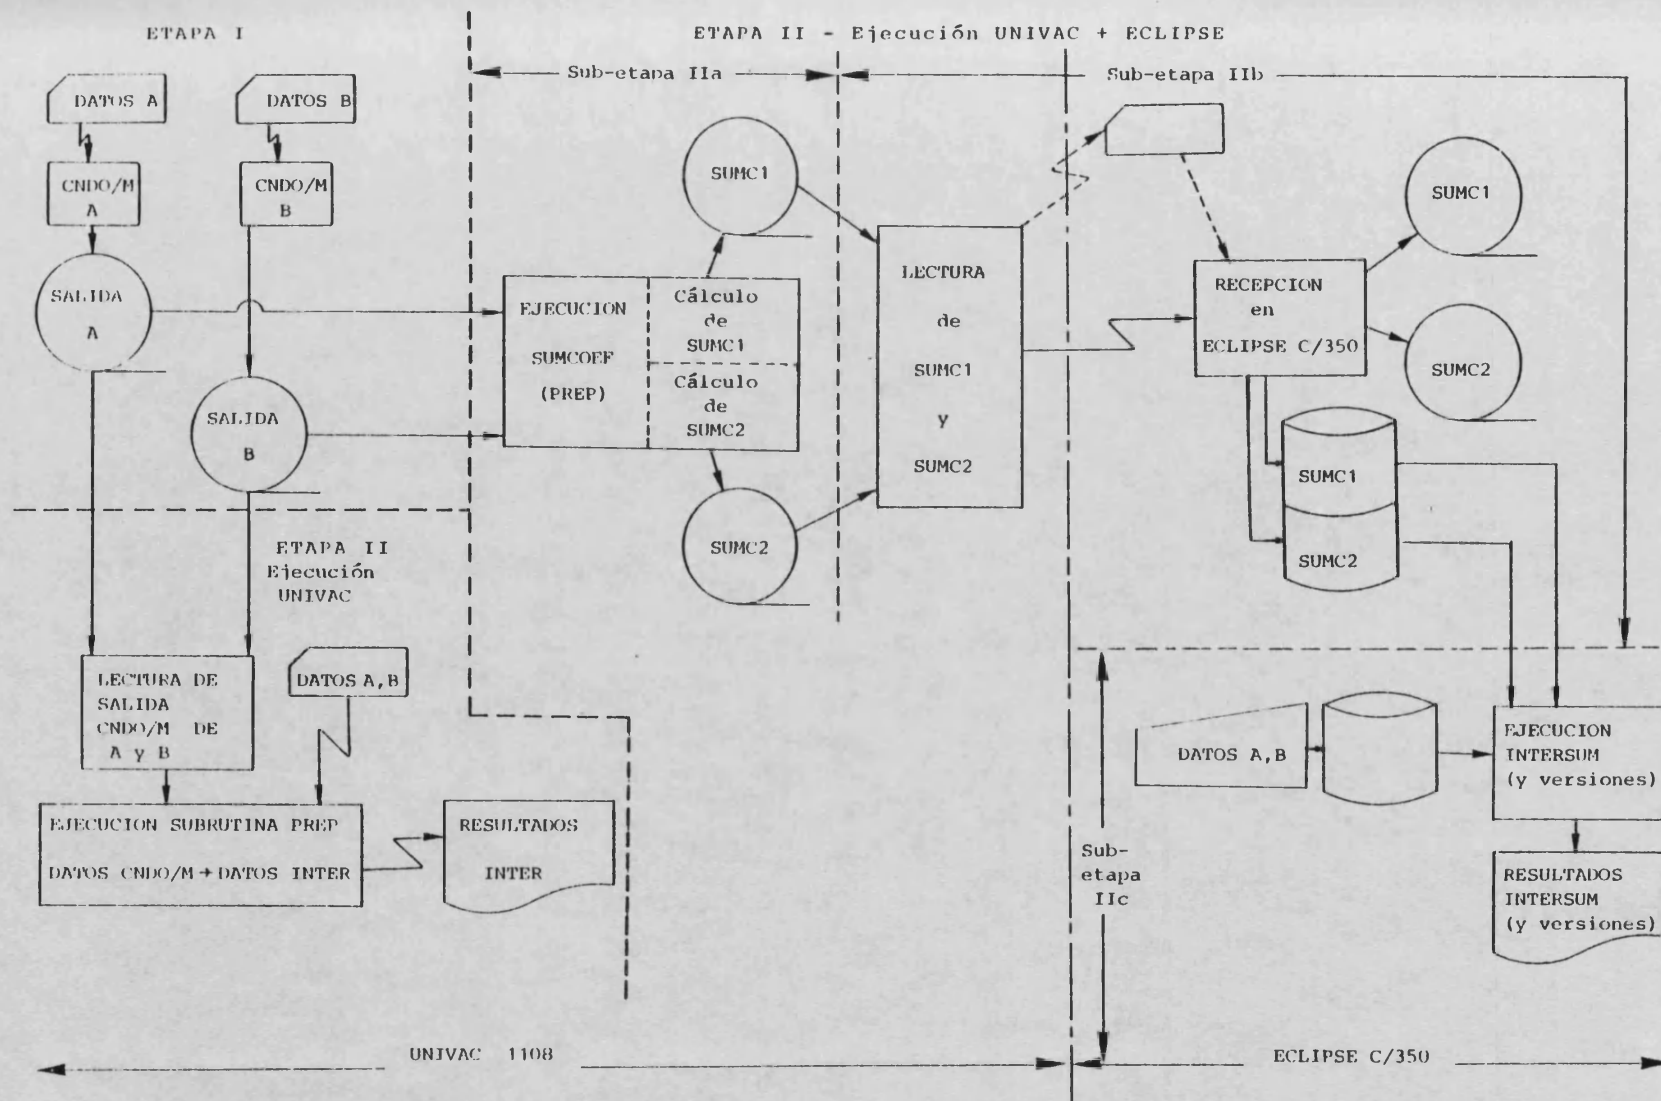 ETAPA I
ETAPA II - Ejecución UNIVAC + ECLIPSE
Sub-etapa IIa
Sub-etapa IIb
DATOS A
DATOS B
CNDO/M
A
CNDO/M
B
SALIDA
A
SALIDA
B
EJECUCION
SUMCOEF
(PREP)
Cálculo
de
SUMC1
Cálculo
de
SUMC2
SUMC1
SUMC2
LECTURA
de
SUMC1
y
SUMC2
RECEPCION
en
ECLIPSE C/350
SUMC1
SUMC2
SUMC1
SUMC2
ETAPA II
Ejecución
UNIVAC
LECTURA DE
SALIDA
CNDO/M DE
A y B
DATOS A,B
EJECUCION SUBRUTINA PREP
DATOS CNDO/M → DATOS INTER
RESULTADOS
INTER
Sub-
etapa
IIc
DATOS A,B
EJECUCION
INTERSUM
(y versiones)
RESULTADOS
INTERSUM
(y versiones)
UNIVAC 1108
ECLIPSE C/350